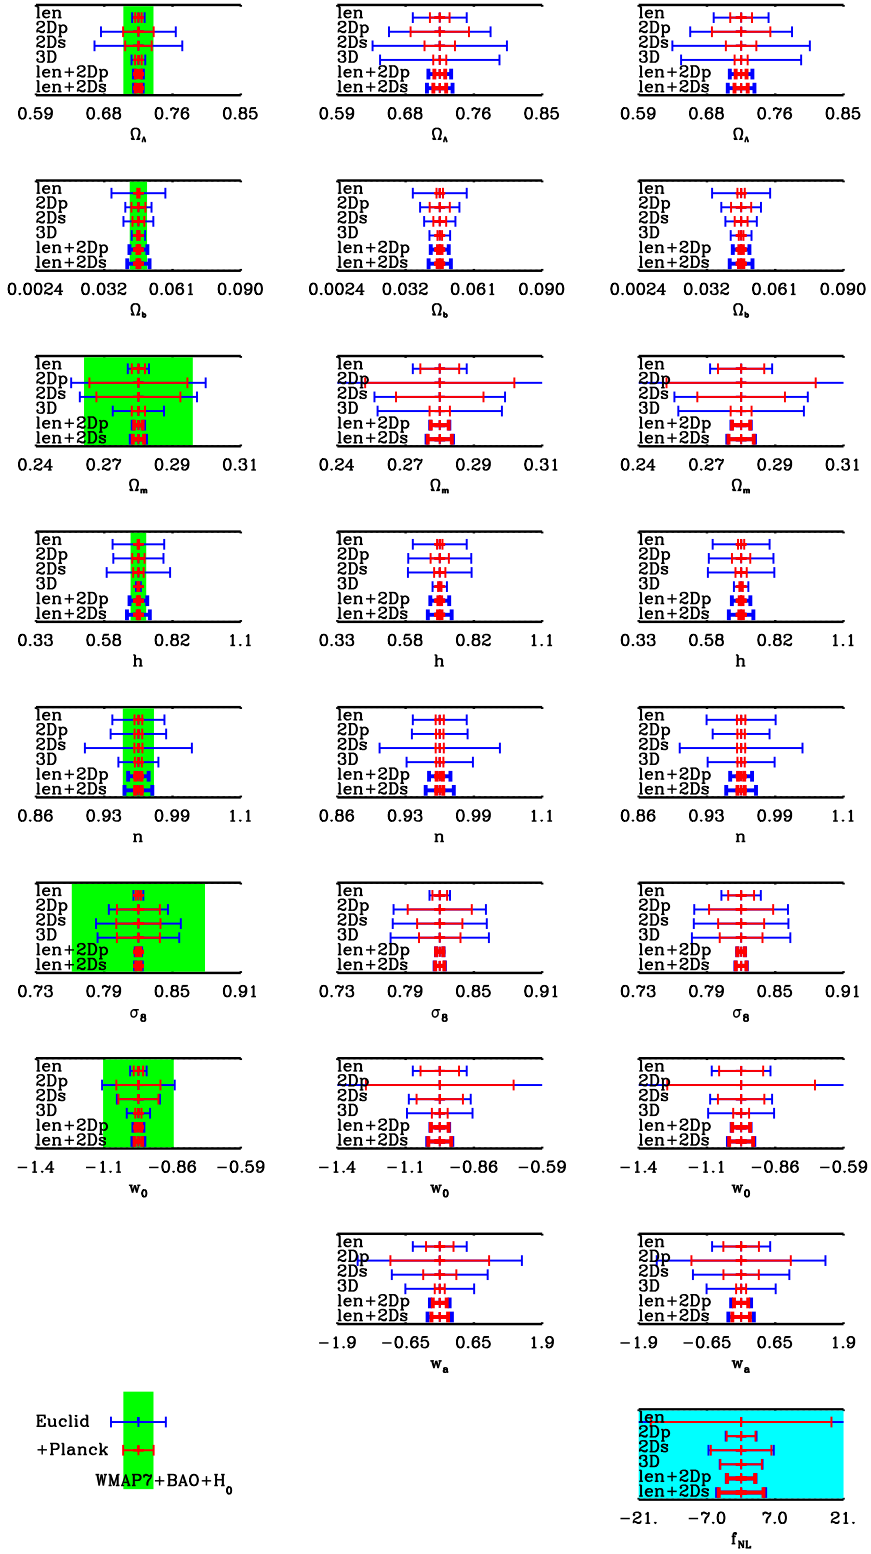 len len len
2Dp 2Dp 2Dp
2Ds 2Ds 2Ds
3D 3D 3D
len+2Dp len+2Dp len+2Dp
len+2Ds len+2Ds len+2Ds
0.59 0.68 0.76 0.85 0.59 0.68 0.76 0.85 0.59 0.68 0.76 0.85
Ω_Λ Ω_Λ Ω_Λ
len len len
2Dp 2Dp 2Dp
2Ds 2Ds 2Ds
3D 3D 3D
len+2Dp len+2Dp len+2Dp
len+2Ds len+2Ds len+2Ds
0.0024 0.032 0.061 0.090 0.0024 0.032 0.061 0.090 0.0024 0.032 0.061 0.090
Ω_b Ω_b Ω_b
len len len
2Dp 2Dp 2Dp
2Ds 2Ds 2Ds
3D 3D 3D
len+2Dp len+2Dp len+2Dp
len+2Ds len+2Ds len+2Ds
0.24 0.27 0.29 0.31 0.24 0.27 0.29 0.31 0.24 0.27 0.29 0.31
Ω_m Ω_m Ω_m
len len len
2Dp 2Dp 2Dp
2Ds 2Ds 2Ds
3D 3D 3D
len+2Dp len+2Dp len+2Dp
len+2Ds len+2Ds len+2Ds
0.33 0.58 0.82 1.1 0.33 0.58 0.82 1.1 0.33 0.58 0.82 1.1
h h h
len len len
2Dp 2Dp 2Dp
2Ds 2Ds 2Ds
3D 3D 3D
len+2Dp len+2Dp len+2Dp
len+2Ds len+2Ds len+2Ds
0.86 0.93 0.99 1.1 0.86 0.93 0.99 1.1 0.86 0.93 0.99 1.1
n n n
len len len
2Dp 2Dp 2Dp
2Ds 2Ds 2Ds
3D 3D 3D
len+2Dp len+2Dp len+2Dp
len+2Ds len+2Ds len+2Ds
0.73 0.79 0.85 0.91 0.73 0.79 0.85 0.91 0.73 0.79 0.85 0.91
σ_8 σ_8 σ_8
len len len
2Dp 2Dp 2Dp
2Ds 2Ds 2Ds
3D 3D 3D
len+2Dp len+2Dp len+2Dp
len+2Ds len+2Ds len+2Ds
−1.4 −1.1 −0.86 −0.59 −1.4 −1.1 −0.86 −0.59 −1.4 −1.1 −0.86 −0.59
w_0 w_0 w_0
len len
2Dp 2Dp
2Ds 2Ds
3D 3D
len+2Dp len+2Dp
len+2Ds len+2Ds
−1.9 −0.65 0.65 1.9 −1.9 −0.65 0.65 1.9
w_a w_a
Euclid
+Planck
WMAP7+BAO+H_0
len
2Dp
2Ds
3D
len+2Dp
len+2Ds
−21. −7.0 7.0 21.
f_NL